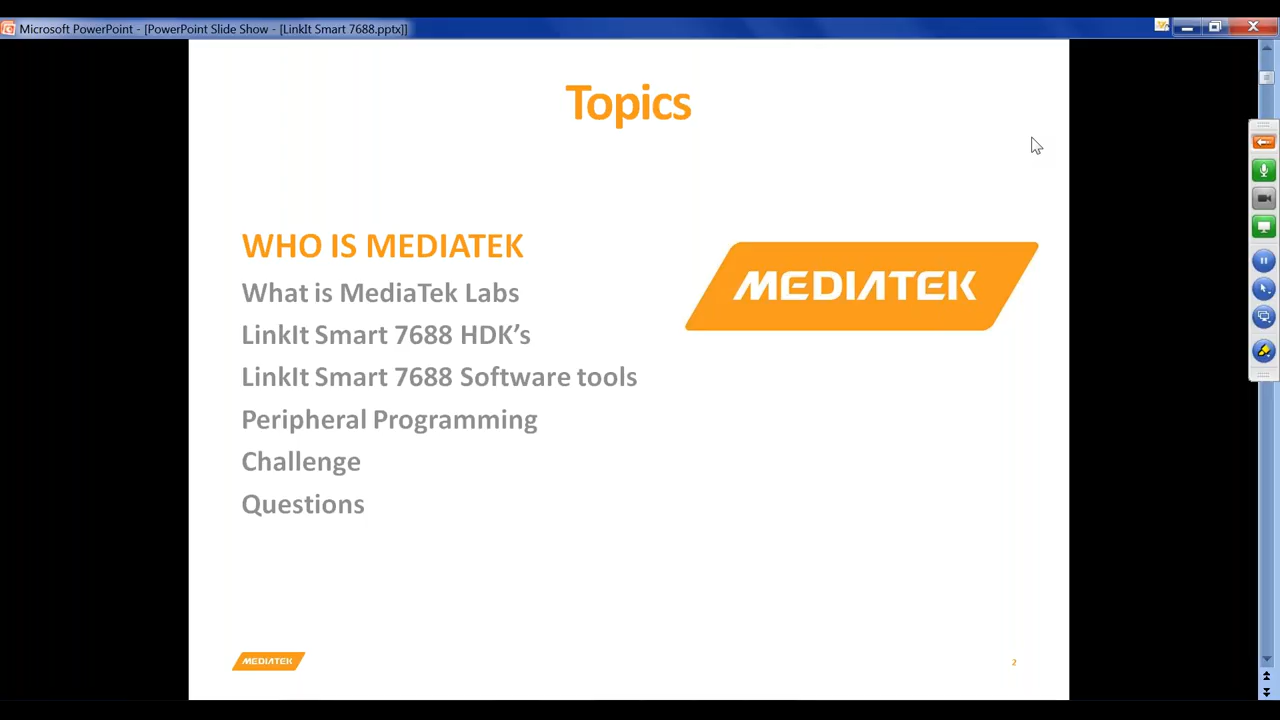 Microsoft PowerPoint - [PowerPoint Slide Show - [LinkIt Smart 7688.pptx]]
Topics
WHO IS MEDIATEK
What is MediaTek Labs
LinkIt Smart 7688 HDK’s
LinkIt Smart 7688 Software tools
Peripheral Programming
Challenge
Questions
MEDIATEK
MEDIATEK
2